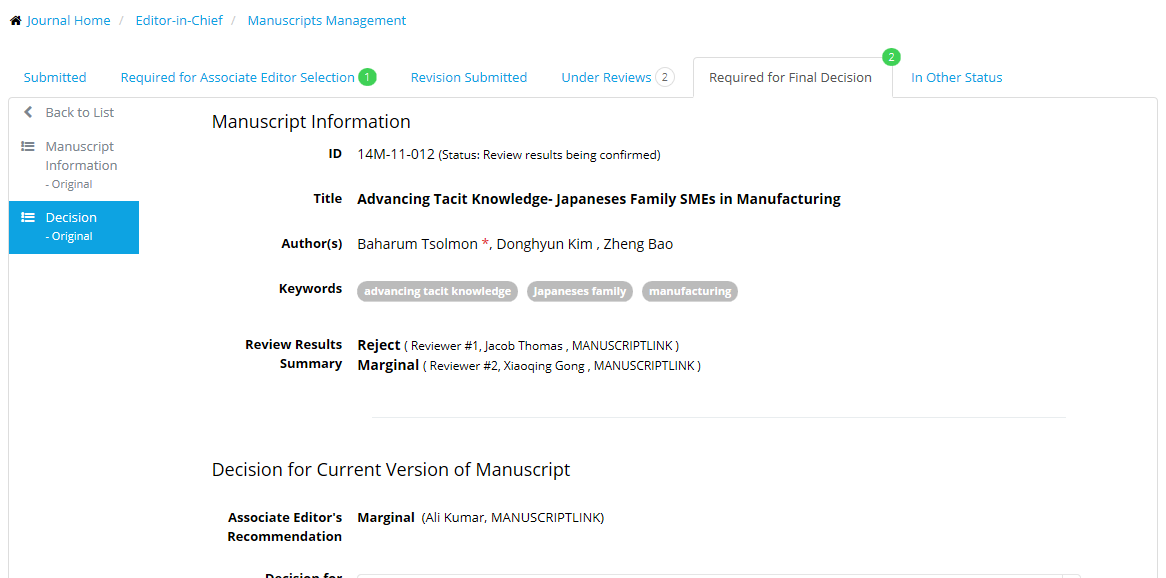 Journal Home / Editor-in-Chief / Manuscripts Management
Submitted Required for Associate Editor Selection 1 Revision Submitted Under Reviews 2 Required for Final Decision 2 In Other Status
Back to List
Manuscript
Information
- Original
Decision
- Original
Manuscript Information
ID 14M-11-012 (Status: Review results being confirmed)
Title Advancing Tacit Knowledge- Japaneses Family SMEs in Manufacturing
Author(s) Baharum Tsolmon *, Donghyun Kim , Zheng Bao
Keywords advancing tacit knowledge Japaneses family manufacturing
Review Results Reject ( Reviewer #1, Jacob Thomas , MANUSCRIPTLINK )
Summary Marginal ( Reviewer #2, Xiaoqing Gong , MANUSCRIPTLINK )
Decision for Current Version of Manuscript
Associate Editor's Marginal (Ali Kumar, MANUSCRIPTLINK)
Recommendation
Decision for